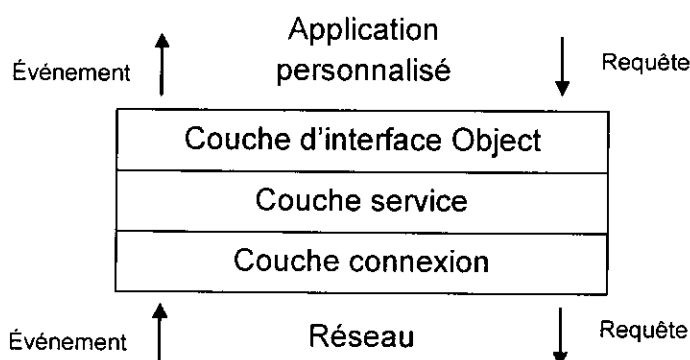 Application
personnalisé
Événement
Requête
Couche d'interface Object
Couche service
Couche connexion
Événement
Réseau
Requête